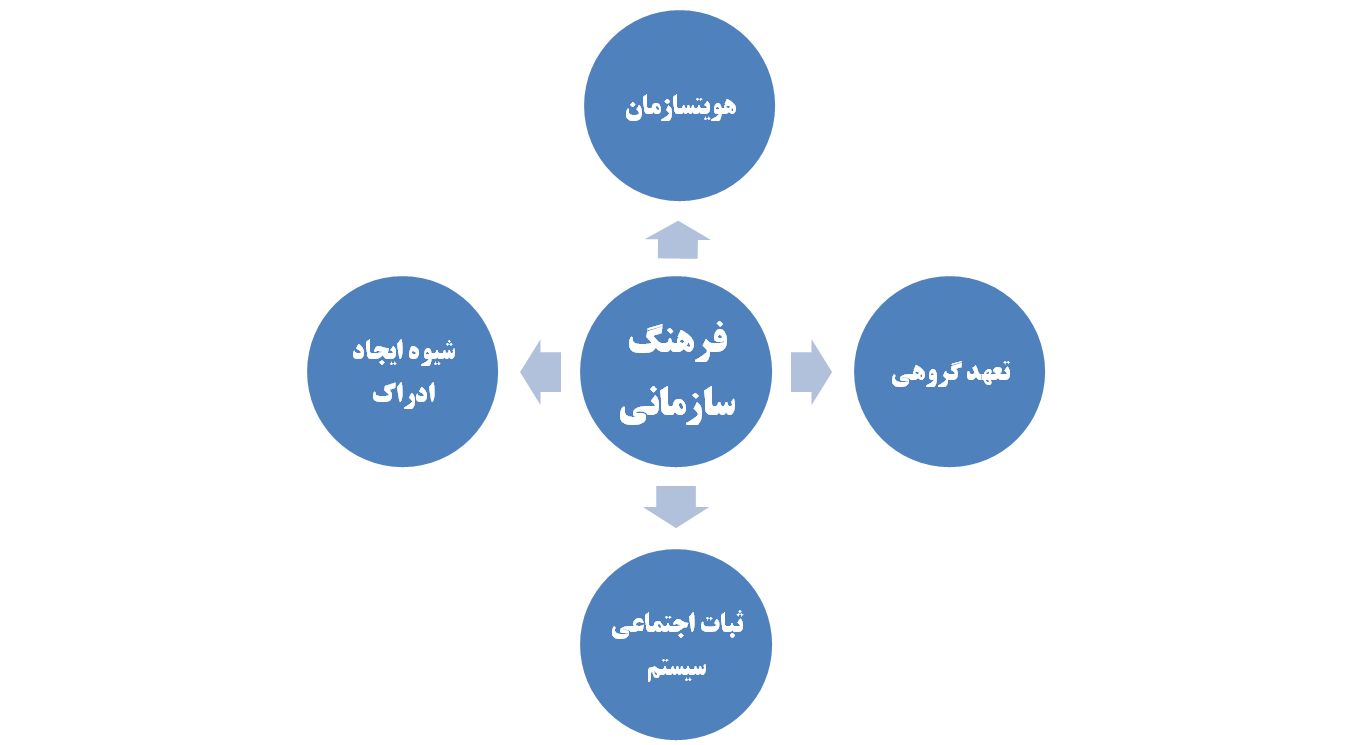 هویتسازمان
فرهنگ
سازمانی
تعهد گروهی
شیوه ایجاد
ادراک
ثبات اجتماعی
سیستم